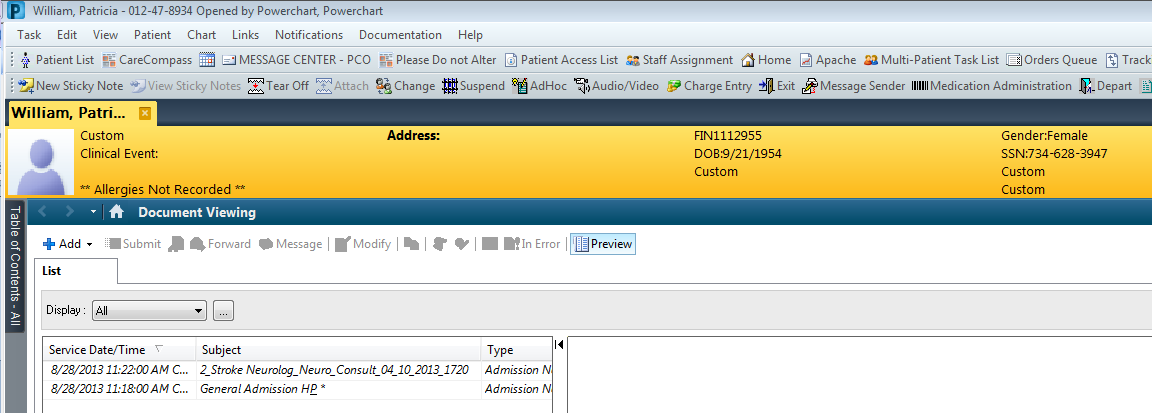 William, Patricia - 012-47-8934 Opened by Powerchart, Powerchart
Task Edit View Patient Chart Links Notifications Documentation Help
Patient List CareCompass MESSAGE CENTER - PCO Please Do not Alter Patient Access List Staff Assignment Home Apache Multi-Patient Task List Orders Queue Track
New Sticky Note View Sticky Notes Tear Off Attach Change Suspend AdHoc Audio/Video Charge Entry Exit Message Sender Medication Administration Depart
William, Patri...
Custom Address: FIN1112955 Gender:Female
Clinical Event: DOB:9/21/1954 SSN:734-628-3947
Custom Custom
** Allergies Not Recorded ** Custom
Table of Contents - All
Document Viewing
Add Submit Forward Message Modify In Error Preview
List
Display : All ...
Service Date/Time Subject Type
8/28/2013 11:22:00 AM C... 2_Stroke Neurolog_Neuro_Consult_04_10_2013_1720 Admission N
8/28/2013 11:18:00 AM C... General Admission HP * Admission N